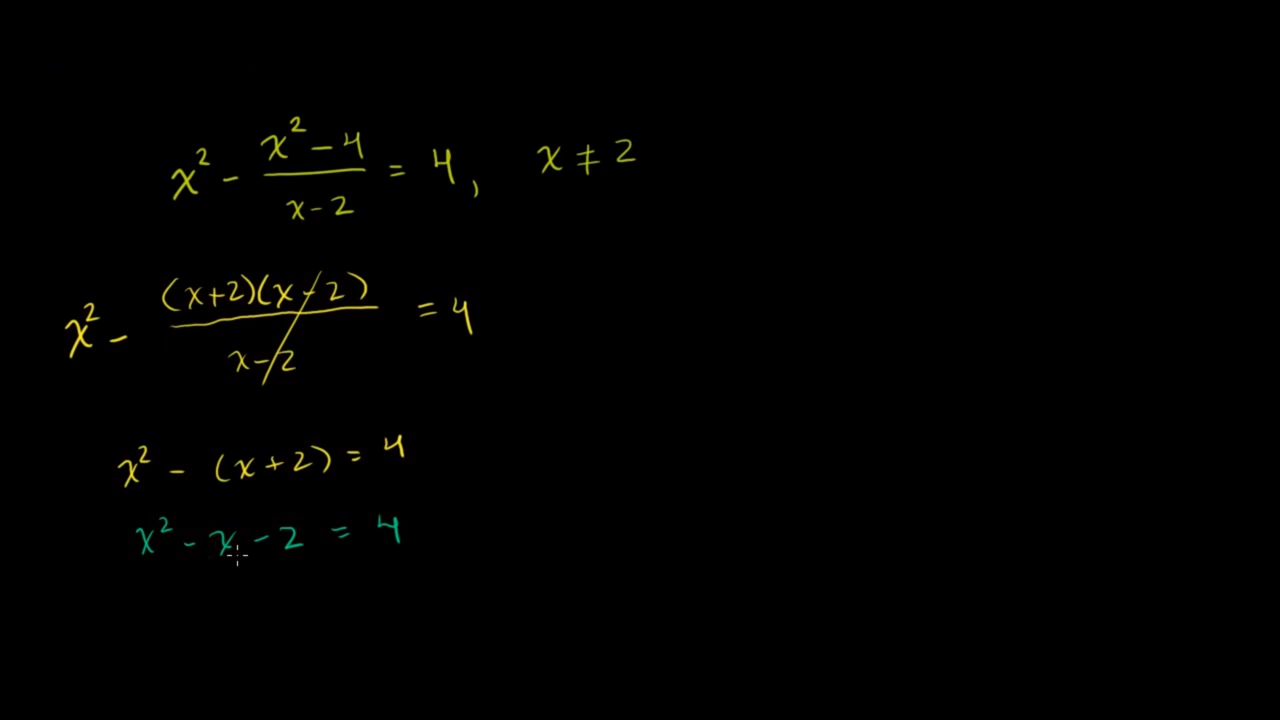 x² - (x² - 4)/(x - 2) = 4, x ≠ 2
x² - ((x+2)(x-2))/(x-2) = 4
x² - (x+2) = 4
x² - x - 2 = 4